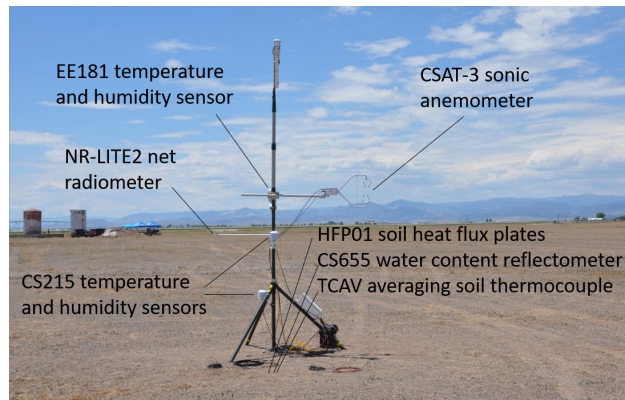 EE181 temperature
and humidity sensor
CSAT-3 sonic
anemometer
NR-LITE2 net
radiometer
HFP01 soil heat flux plates
CS655 water content reflectometer
TCAV averaging soil thermocouple
CS215 temperature
and humidity sensors